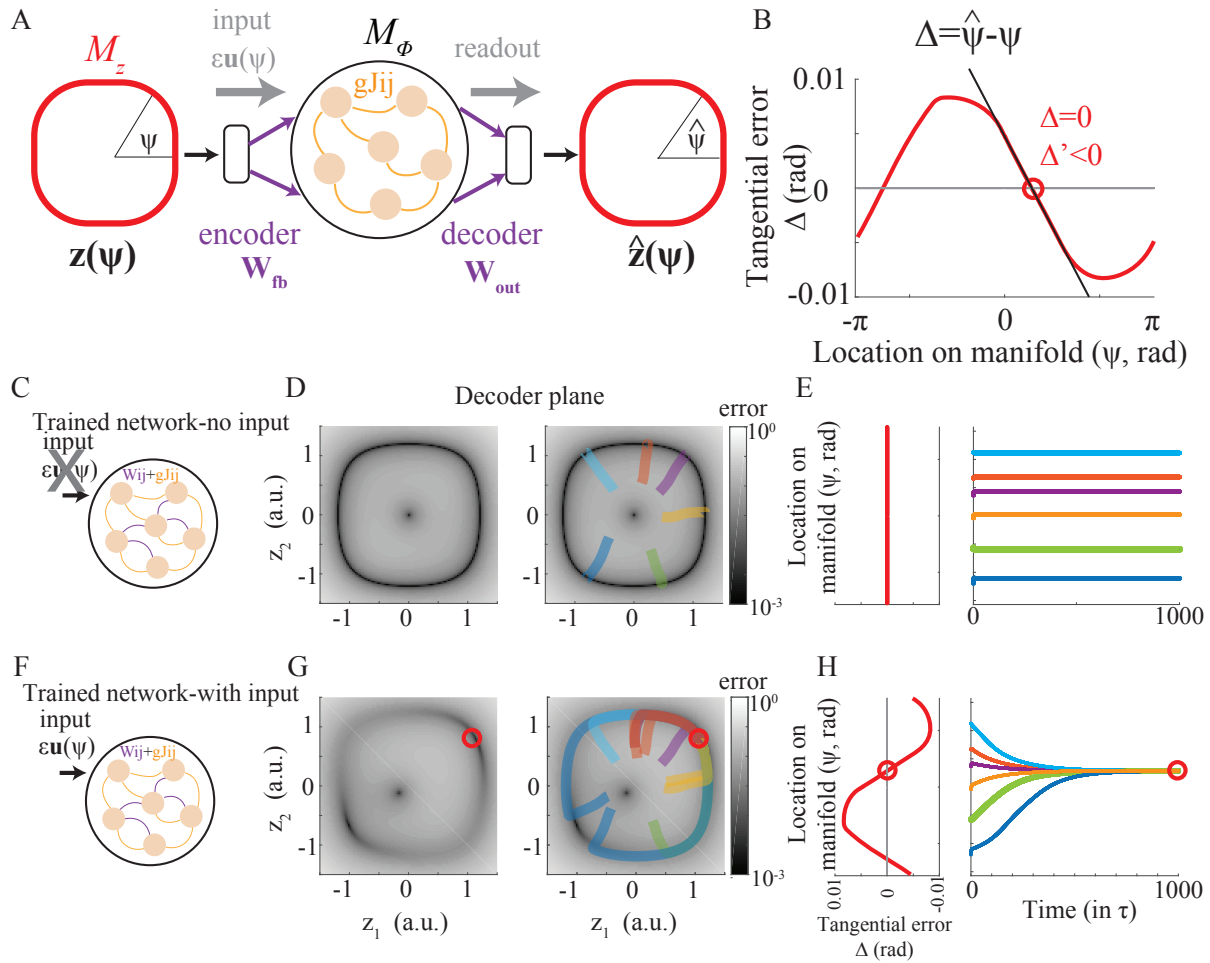 A
input
εu(ψ)
M_z
M_Φ
readout
gJij
ψ
ψ̂
encoder
W_fb
decoder
W_out
z(ψ)
ẑ(ψ)
B
Δ=ψ̂-ψ
Δ=0
Δ'<0
Tangential error
Δ (rad)
0.01
0
-0.01
-π
0
π
Location on manifold (ψ, rad)
C
Trained network-no input
input
εu(ψ)
Wij+gJij
D
Decoder plane
error
10^0
10^-3
z_2 (a.u.)
1
0
-1
-1
0
1
-1
0
1
E
Location on
manifold (ψ, rad)
0
1000
F
Trained network-with input
input
εu(ψ)
Wij+gJij
G
error
10^0
10^-3
z_2 (a.u.)
1
0
-1
-1
0
1
-1
0
1
z_1 (a.u.)
z_1 (a.u.)
H
Location on
manifold (ψ, rad)
0.01
0
-0.01
Tangential error
Δ (rad)
0
1000
Time (in τ)